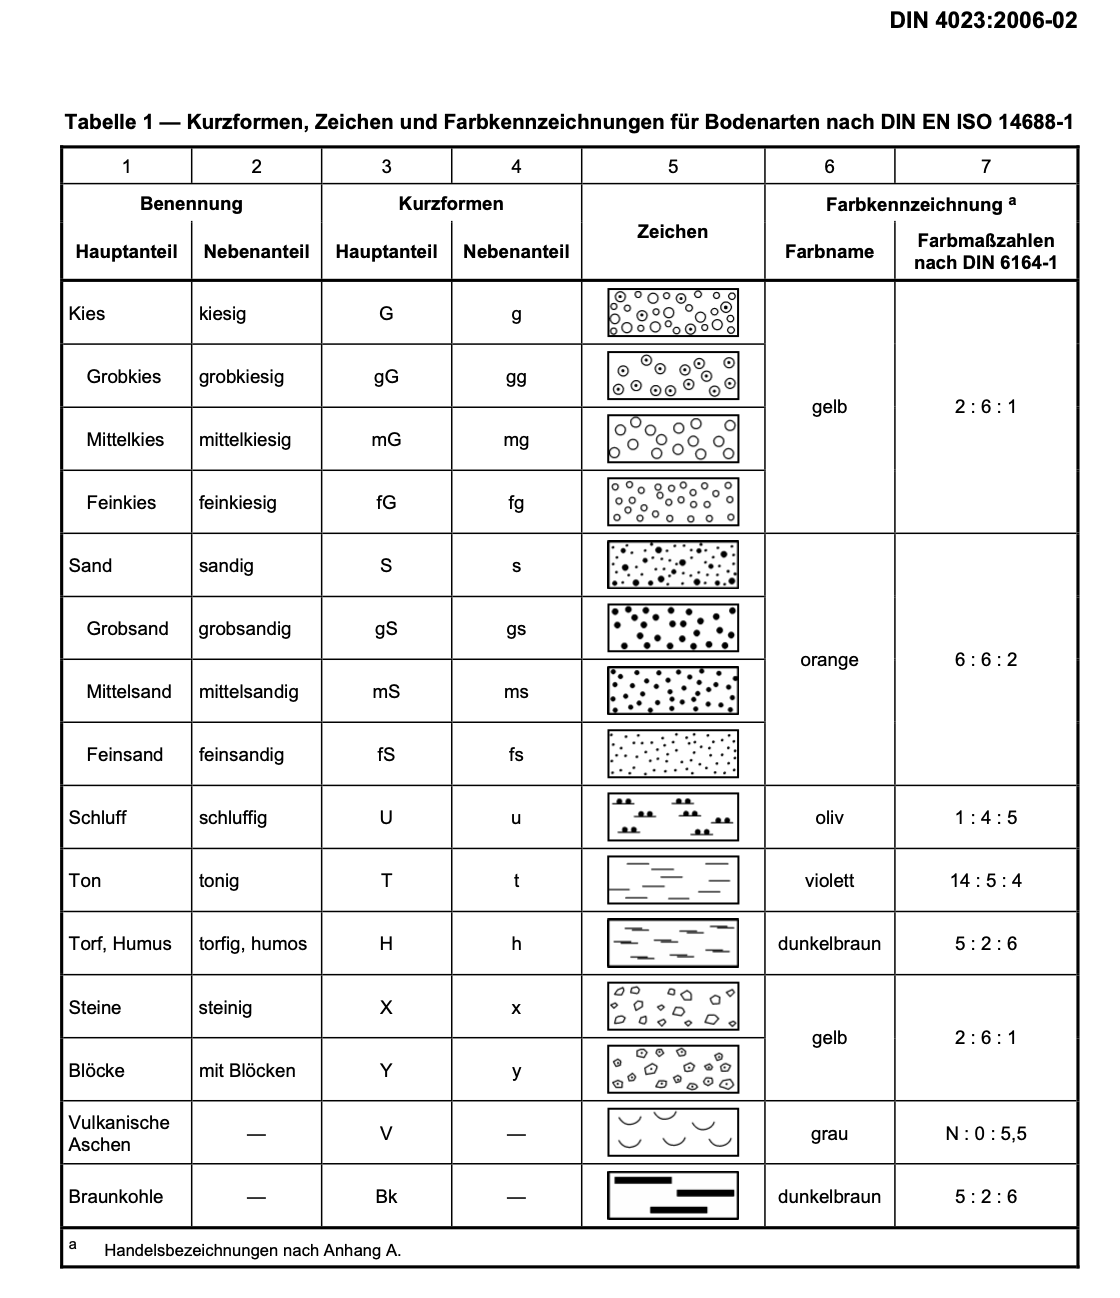 DIN 4023:2006-02
Tabelle 1 — Kurzformen, Zeichen und Farbkennzeichnungen für Bodenarten nach DIN EN ISO 14688-1
1 2 3 4 5 6 7
Benennung Kurzformen Zeichen Farbkennzeichnung a
Hauptanteil Nebenanteil Hauptanteil Nebenanteil Farbname Farbmaßzahlen
nach DIN 6164-1
Kies kiesig G g
Grobkies grobkiesig gG gg
gelb 2 : 6 : 1
Mittelkies mittelkiesig mG mg
Feinkies feinkiesig fG fg
Sand sandig S s
Grobsand grobsandig gS gs
orange 6 : 6 : 2
Mittelsand mittelsandig mS ms
Feinsand feinsandig fS fs
Schluff schluffig U u oliv 1 : 4 : 5
Ton tonig T t violett 14 : 5 : 4
Torf, Humus torfig, humos H h dunkelbraun 5 : 2 : 6
Steine steinig X x
gelb 2 : 6 : 1
Blöcke mit Blöcken Y y
Vulkanische
Aschen — V — grau N : 0 : 5,5
Braunkohle — Bk — dunkelbraun 5 : 2 : 6
a Handelsbezeichnungen nach Anhang A.